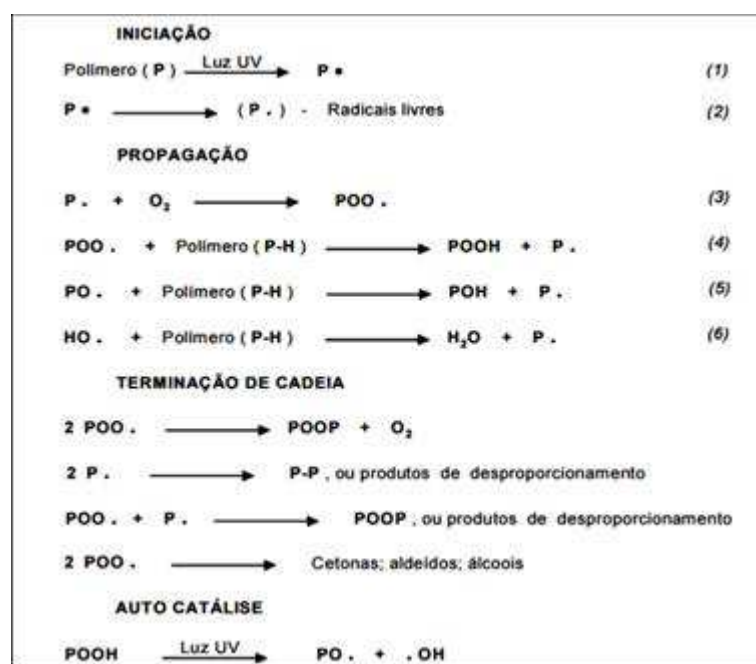 INICIAÇÃO
Polímero ( P ) Luz UV P • (1)
P • ( P . ) - Radicais livres (2)
PROPAGAÇÃO
P . + O₂ POO . (3)
POO . + Polímero ( P-H ) POOH + P . (4)
PO . + Polímero ( P-H ) POH + P . (5)
HO . + Polímero ( P-H ) H₂O + P . (6)
TERMINAÇÃO DE CADEIA
2 POO . POOP + O₂
2 P . P-P , ou produtos de desproporcionamento
POO . + P . POOP , ou produtos de desproporcionamento
2 POO . Cetonas; aldeídos; álcoois
AUTO CATÁLISE
POOH Luz UV PO . + . OH